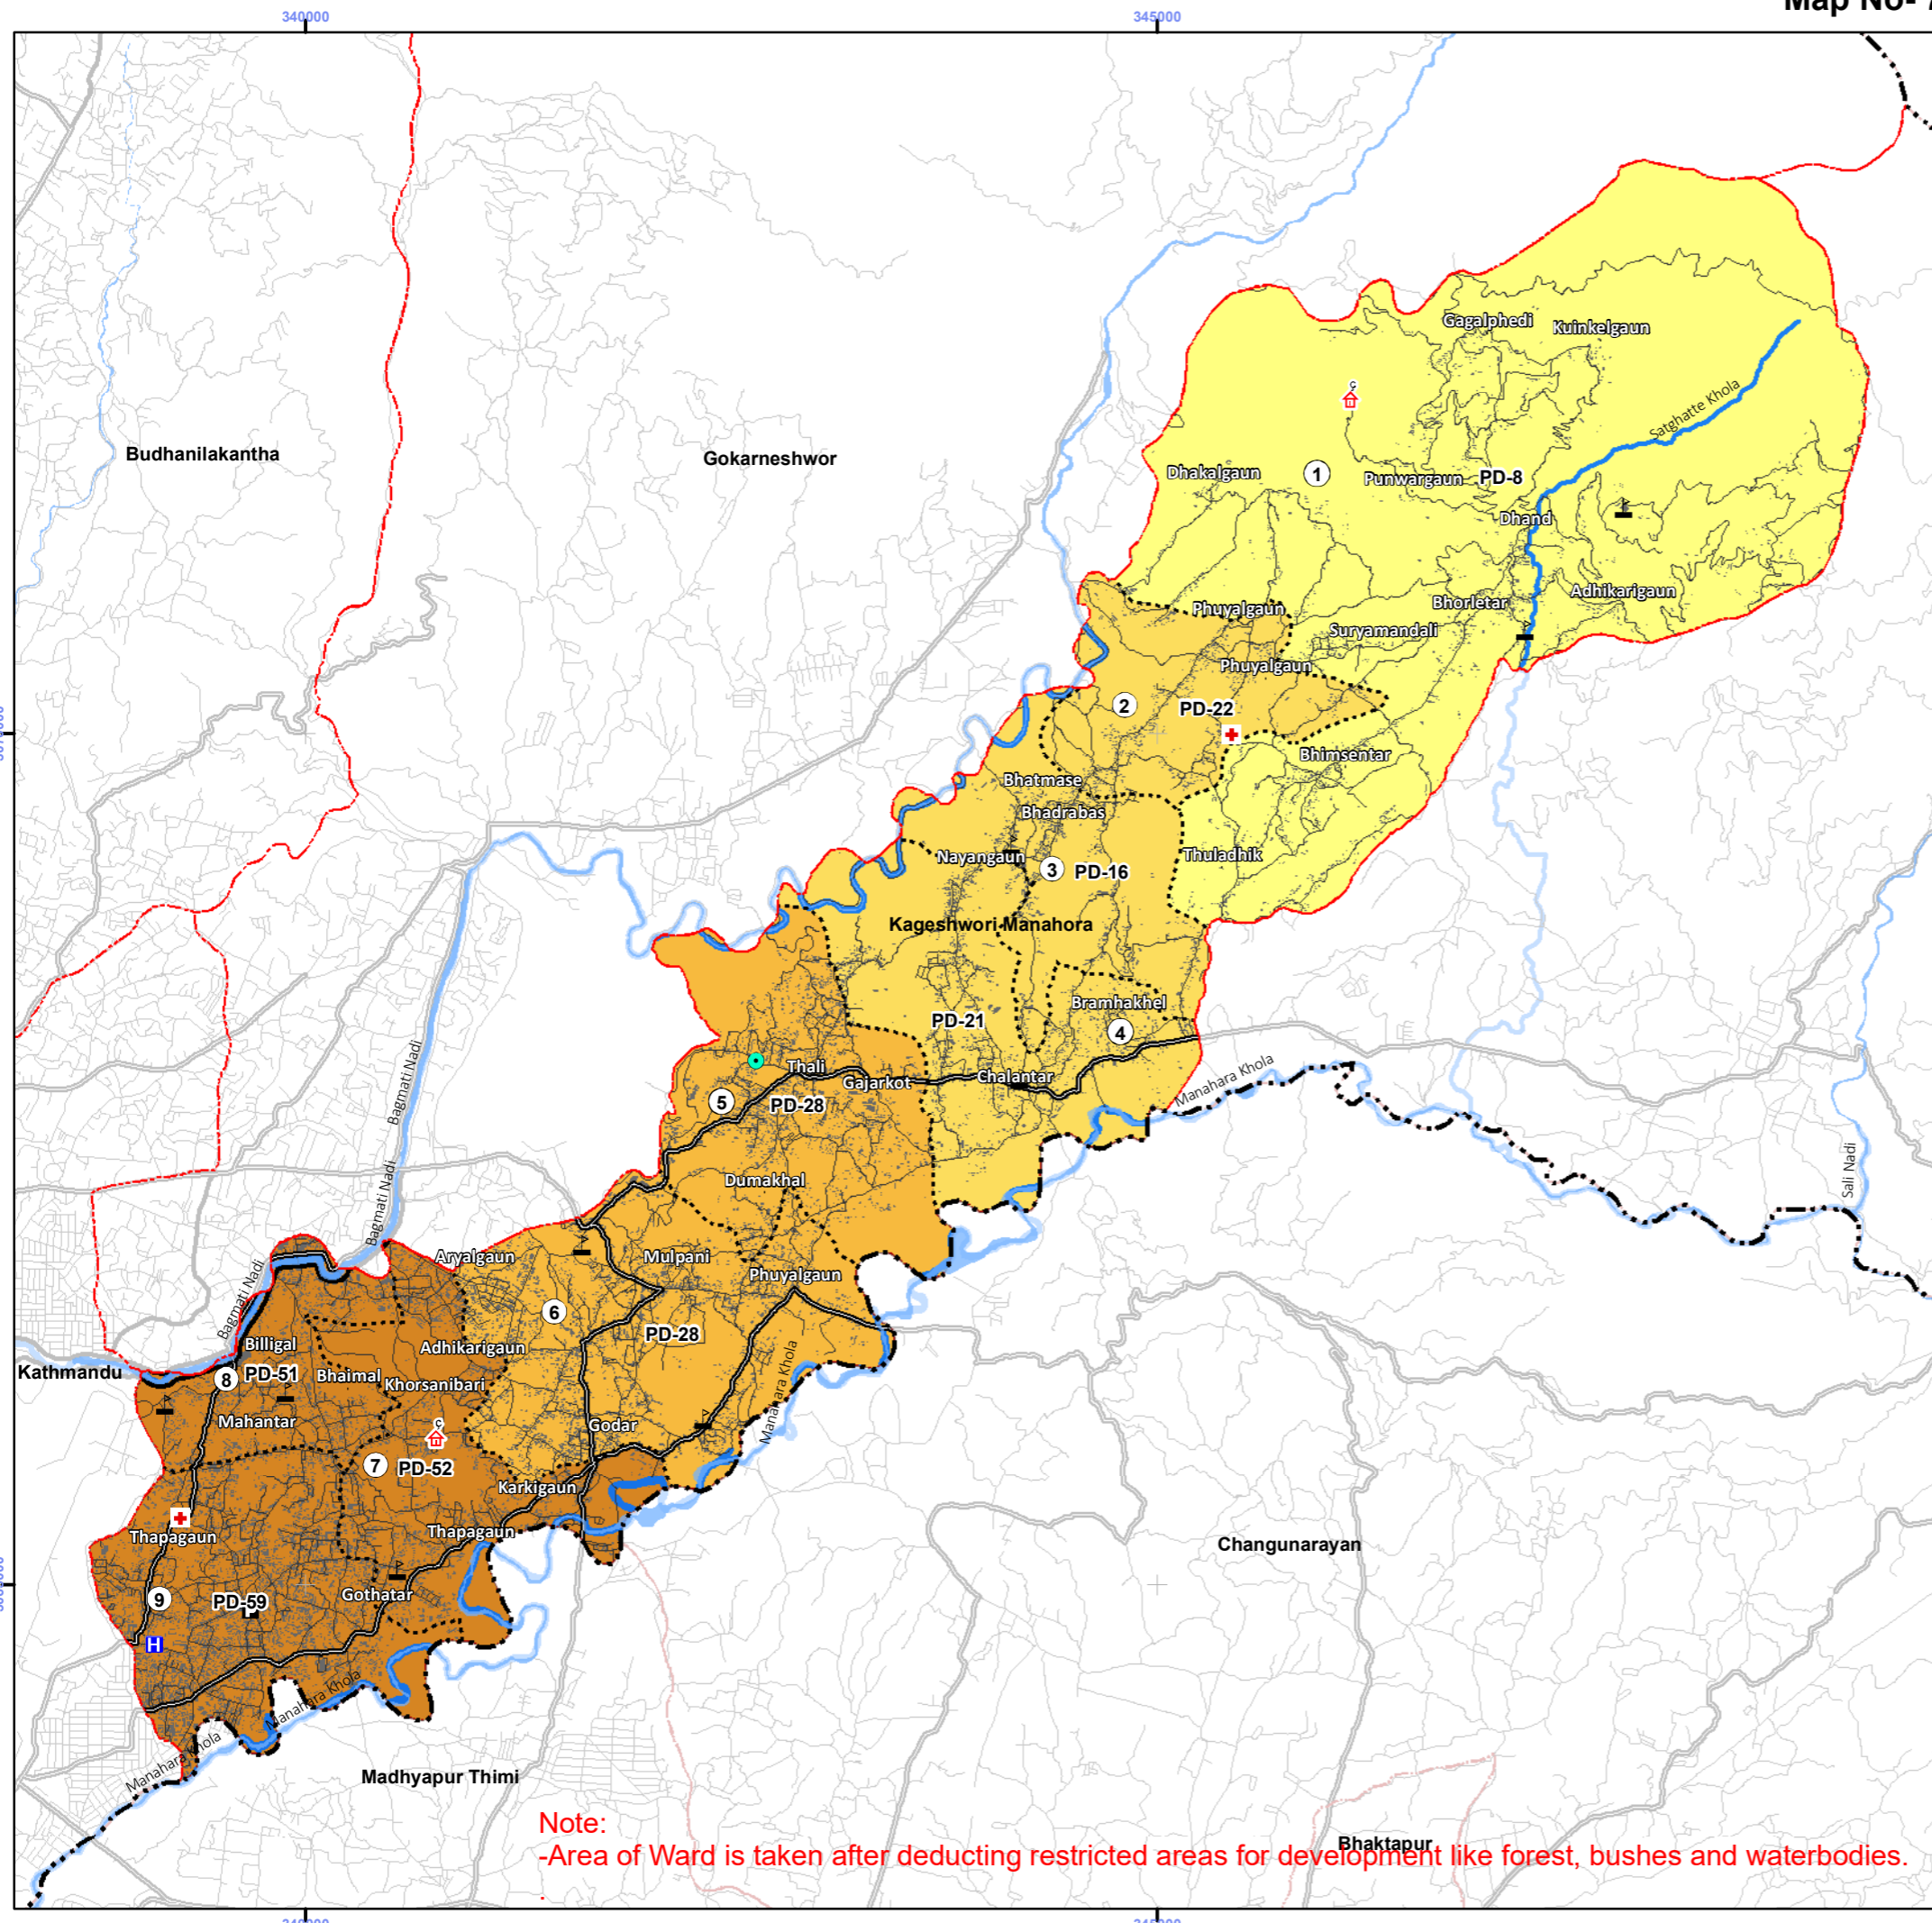 Map No- 7
340000
345000
Budhanilakantha
Gokarneshwor
Gagalphedi
Kuinkelgaun
Satghatte Khola
Dhakalgaun
1
Punwargaun
PD-8
Dhand
Adhikarigaun
Bhorletar
Phuyalgaun
Suryamandali
Phuyalgaun
2
PD-22
Bhimsentar
Bhatmase
Bhadrabas
Nayangaun
Thuladhik
3
PD-16
Kageshwori-Manahora
Bramhakhel
PD-21
4
Thali
Gajarkot
Chalantar
Manahara Khola
5
PD-28
Bagmati Nadi
Bagmati Nadi
Sali Nadi
Dumakhal
Aryalgaun
Mulpani
Phuyalgaun
Bagmati Nadi
6
PD-28
Billigal
Adhikarigaun
Kathmandu
8
PD-51
Bhaimal
Khorsanibari
Manahara Khola
Mahantar
Godar
7
PD-52
Karkigaun
Thapagaun
Thapagaun
Changunarayan
9
PD-59
P
Gothatar
H
Manahara Khola
Manahara Khola
Madhyapur Thimi
Note:
Bhaktapur
-Area of Ward is taken after deducting restricted areas for development like forest, bushes and waterbodies.
.
340000
345000